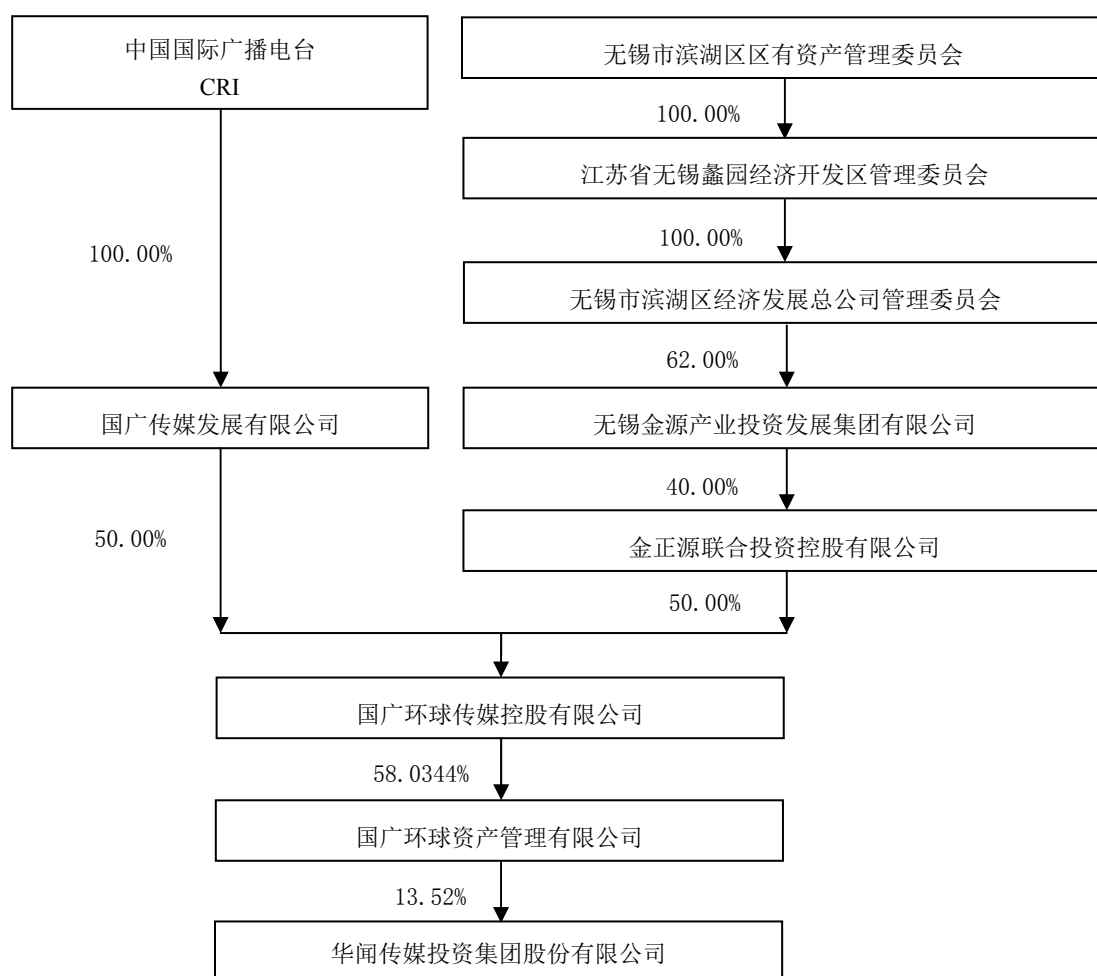 中国国际广播电台
CRI
无锡市滨湖区区有资产管理委员会
100.00%
江苏省无锡蠡园经济开发区管理委员会
100.00%
100.00%
无锡市滨湖区经济发展总公司管理委员会
62.00%
国广传媒发展有限公司
无锡金源产业投资发展集团有限公司
40.00%
50.00%
金正源联合投资控股有限公司
50.00%
国广环球传媒控股有限公司
58.0344%
国广环球资产管理有限公司
13.52%
华闻传媒投资集团股份有限公司